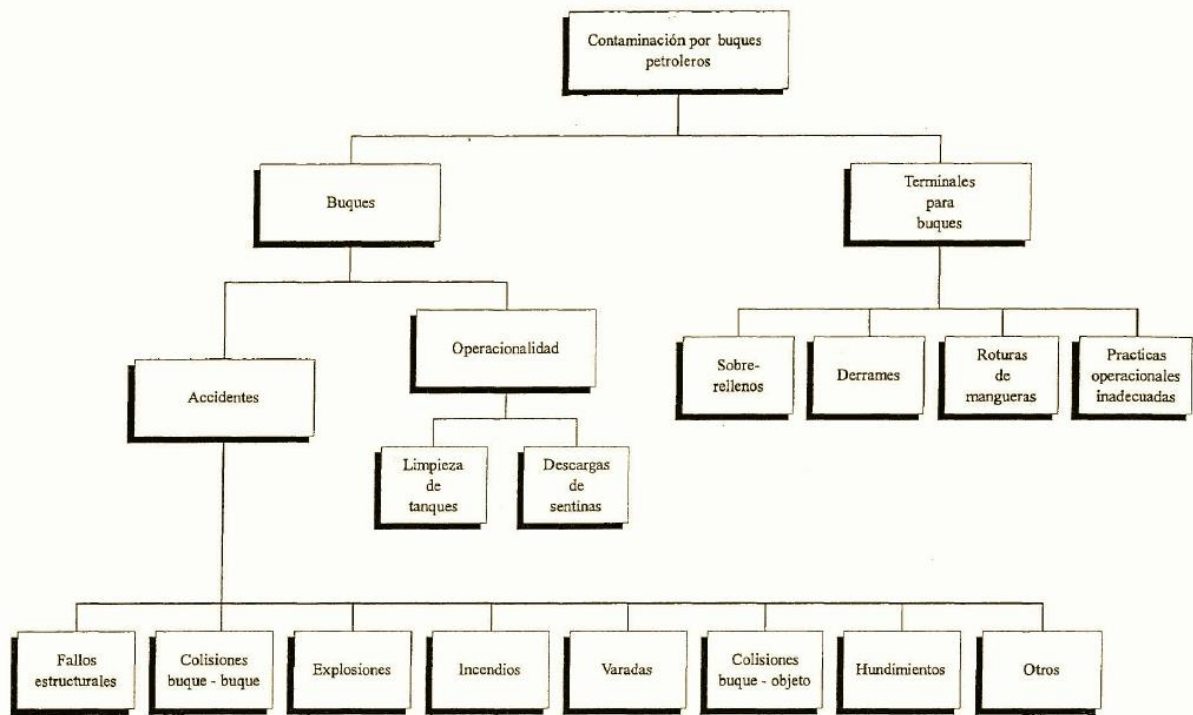 Contaminación por buques
petroleros
Buques
Terminales
para
buques
Accidentes
Operacionalidad
Sobre-
rellenos
Derrames
Roturas
de
mangueras
Practicas
operacionales
inadecuadas
Limpieza
de
tanques
Descargas
de
sentinas
Fallos
estructurales
Colisiones
buque - buque
Explosiones
Incendios
Varadas
Colisiones
buque - objeto
Hundimientos
Otros